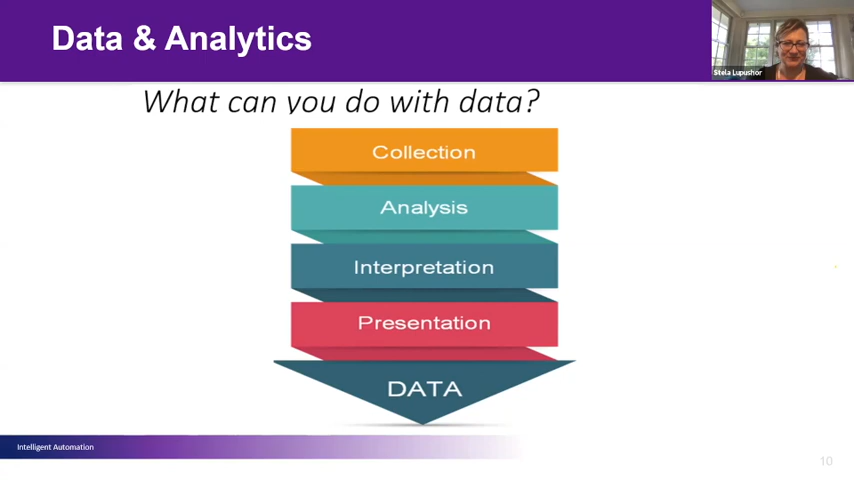 Data & Analytics
Stela Lupushor
What can you do with data?
Collection
Analysis
Interpretation
Presentation
DATA
Intelligent Automation
10